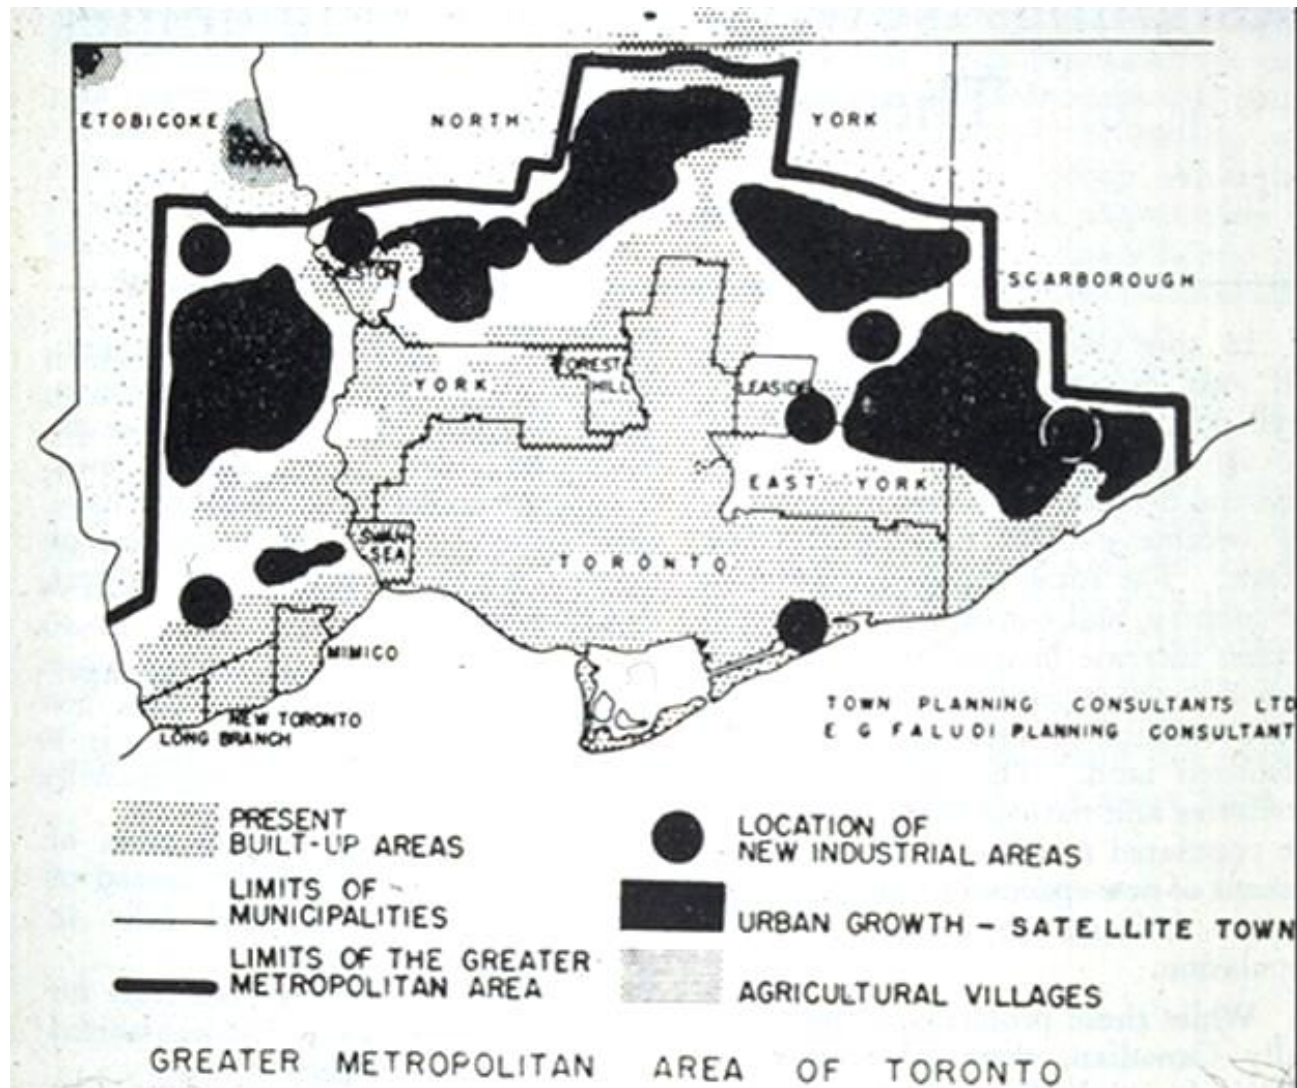 ETOBICOKE
NORTH YORK
WESTON
SCARBOROUGH
YORK
FOREST
HILL
LEASIDE
EAST YORK
SWAN-
SEA
TORONTO
MIMICO
NEW TORONTO
LONG BRANCH
TOWN PLANNING CONSULTANTS LTD
E G FALUDI PLANNING CONSULTANT
PRESENT
BUILT-UP AREAS
LIMITS OF
MUNICIPALITIES
LIMITS OF THE GREATER
METROPOLITAN AREA
LOCATION OF
NEW INDUSTRIAL AREAS
URBAN GROWTH – SATELLITE TOWN
AGRICULTURAL VILLAGES
GREATER METROPOLITAN AREA OF TORONTO